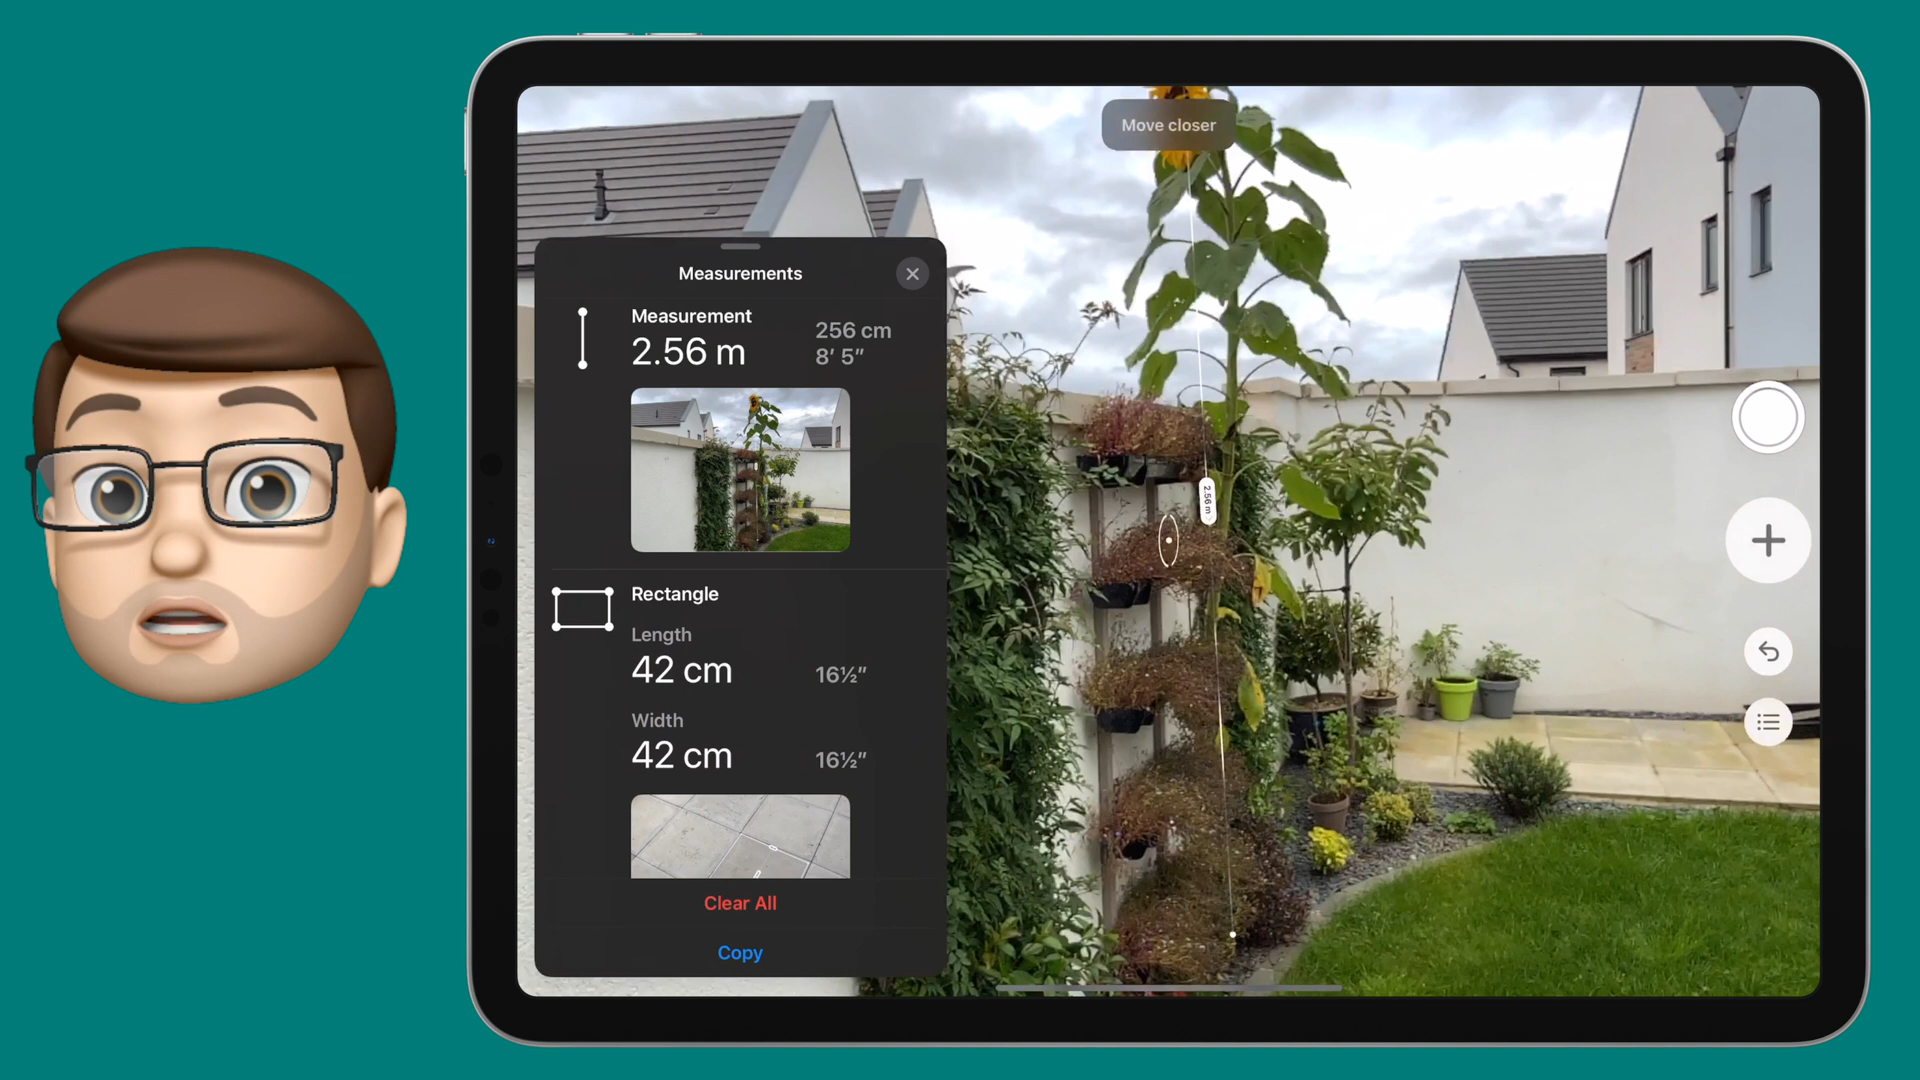 Move closer
Measurements
Measurement
2.56 m
256 cm
8′ 5″
Rectangle
Length
42 cm
16½″
Width
42 cm
16½″
Clear All
Copy
2.56 m